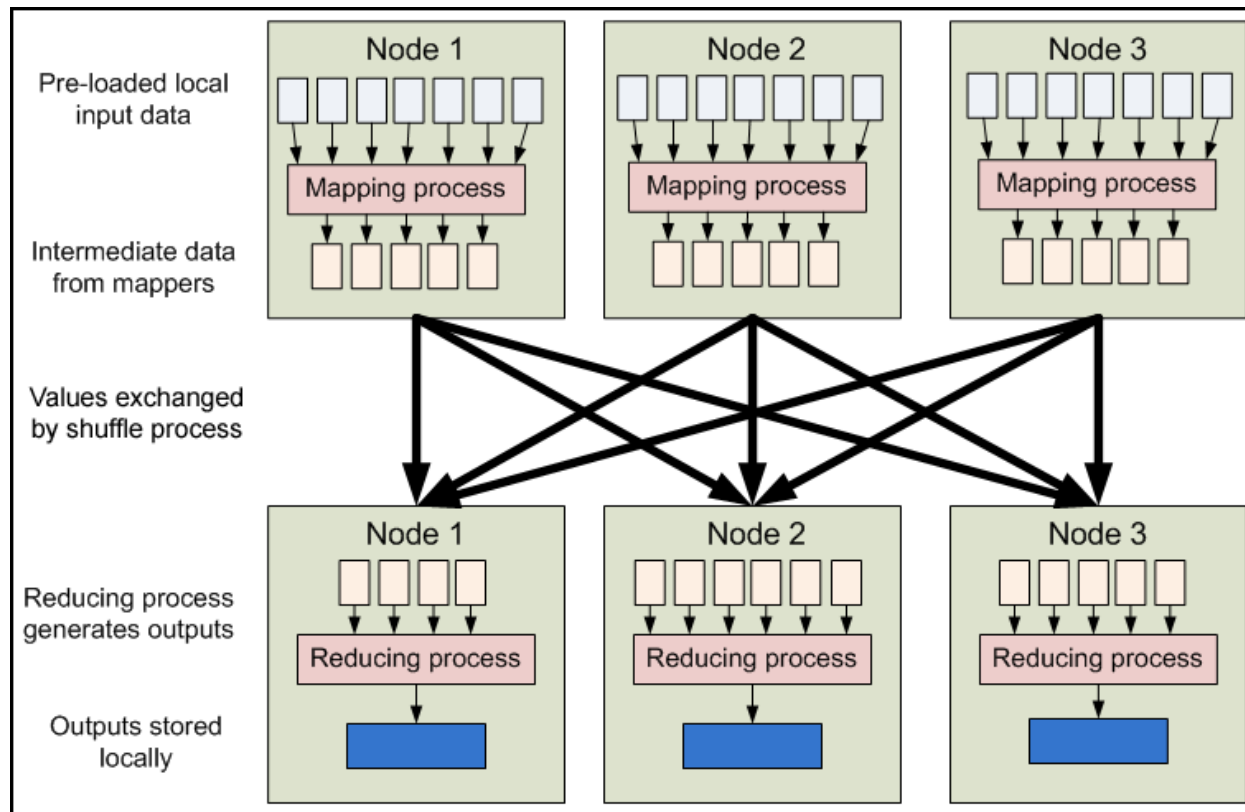 Node 1
Node 2
Node 3
Pre-loaded local
input data
Mapping process
Mapping process
Mapping process
Intermediate data
from mappers
Values exchanged
by shuffle process
Node 1
Node 2
Node 3
Reducing process
generates outputs
Reducing process
Reducing process
Reducing process
Outputs stored
locally